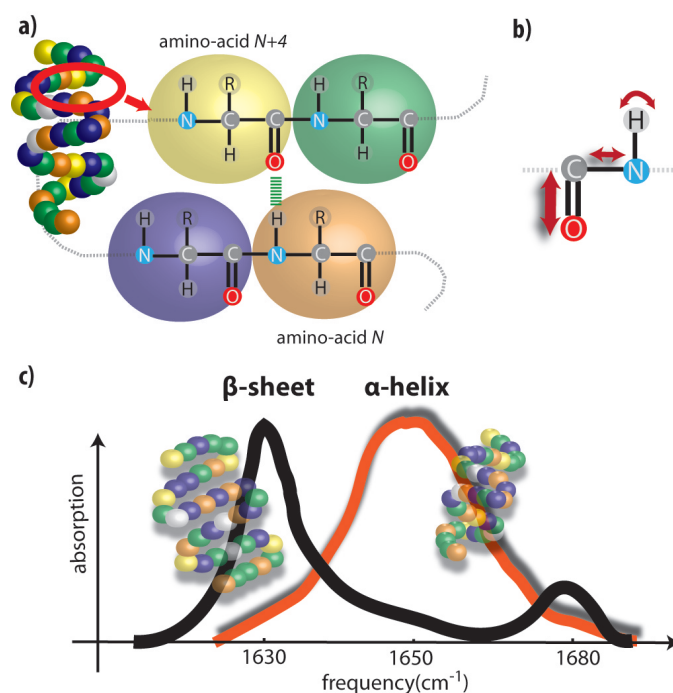 a)
amino-acid N+4
H
R
H
R
N
C
C
N
C
C
H
O
H
O
H
R
H
R
N
C
C
N
C
C
H
O
H
O
amino-acid N
b)
H
C
N
O
c)
β-sheet
α-helix
absorption
1630
1650
1680
frequency(cm⁻¹)